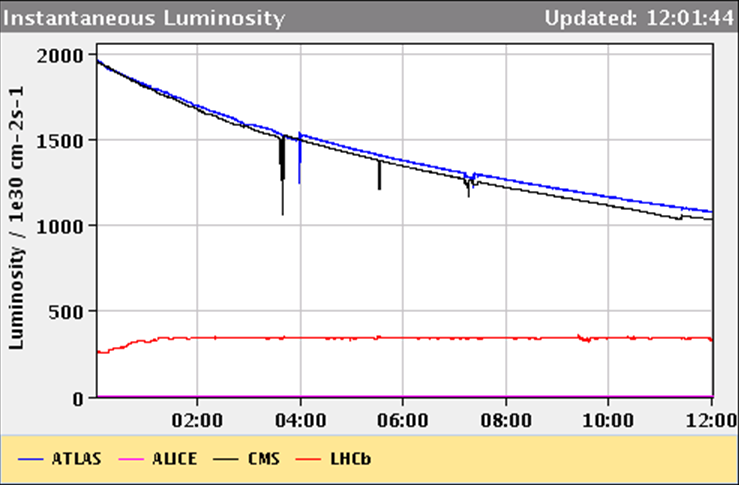 Instantaneous Luminosity Updated: 12:01:44
Luminosity / 1e30 cm-2s-1
2000
1500
1000
500
0
02:00 04:00 06:00 08:00 10:00 12:00
ATLAS ALICE CMS LHCb